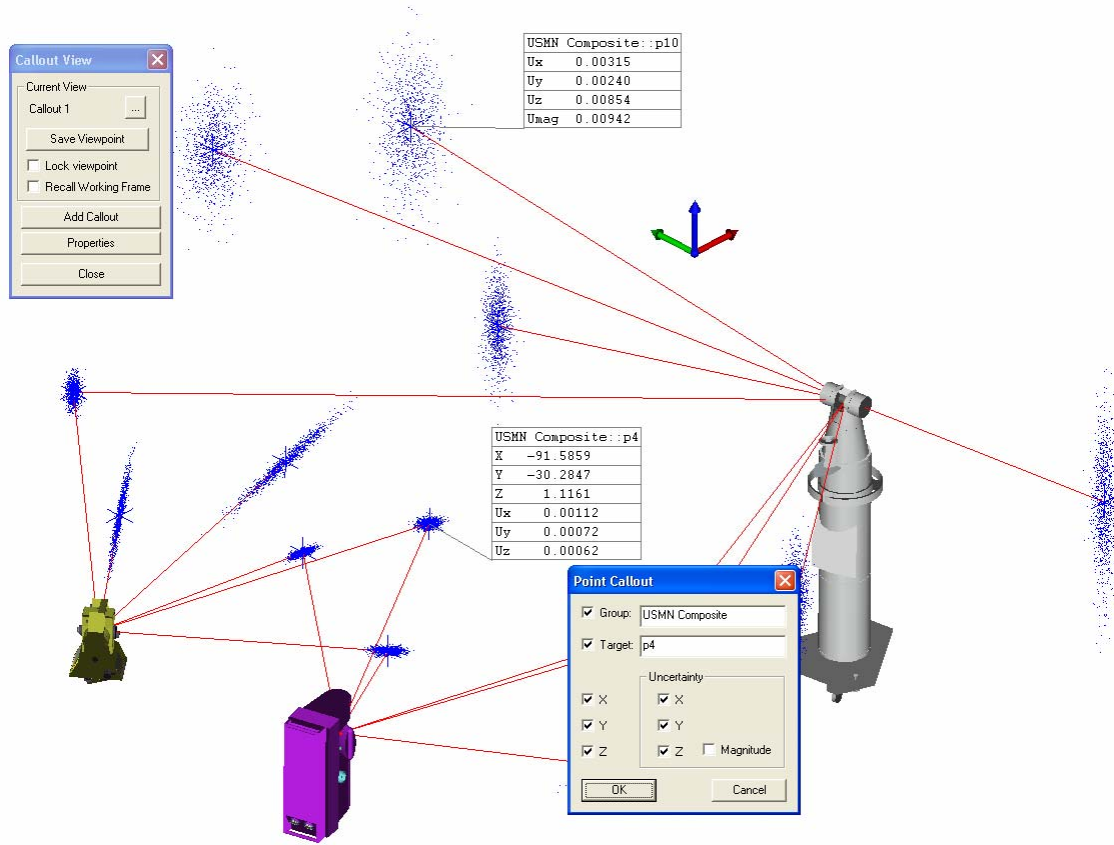 Callout View
Current View
Callout 1 ...
Save Viewpoint
Lock viewpoint
Recall Working Frame
Add Callout
Properties
Close
USMN Composite::p10
Ux 0.00315
Uy 0.00240
Uz 0.00854
Umag 0.00942
USMN Composite::p4
X -91.5859
Y -30.2847
Z 1.1161
Ux 0.00112
Uy 0.00072
Uz 0.00062
Point Callout
Group: USMN Composite
Target: p4
Uncertainty
X X
Y Y
Z Z Magnitude
OK Cancel